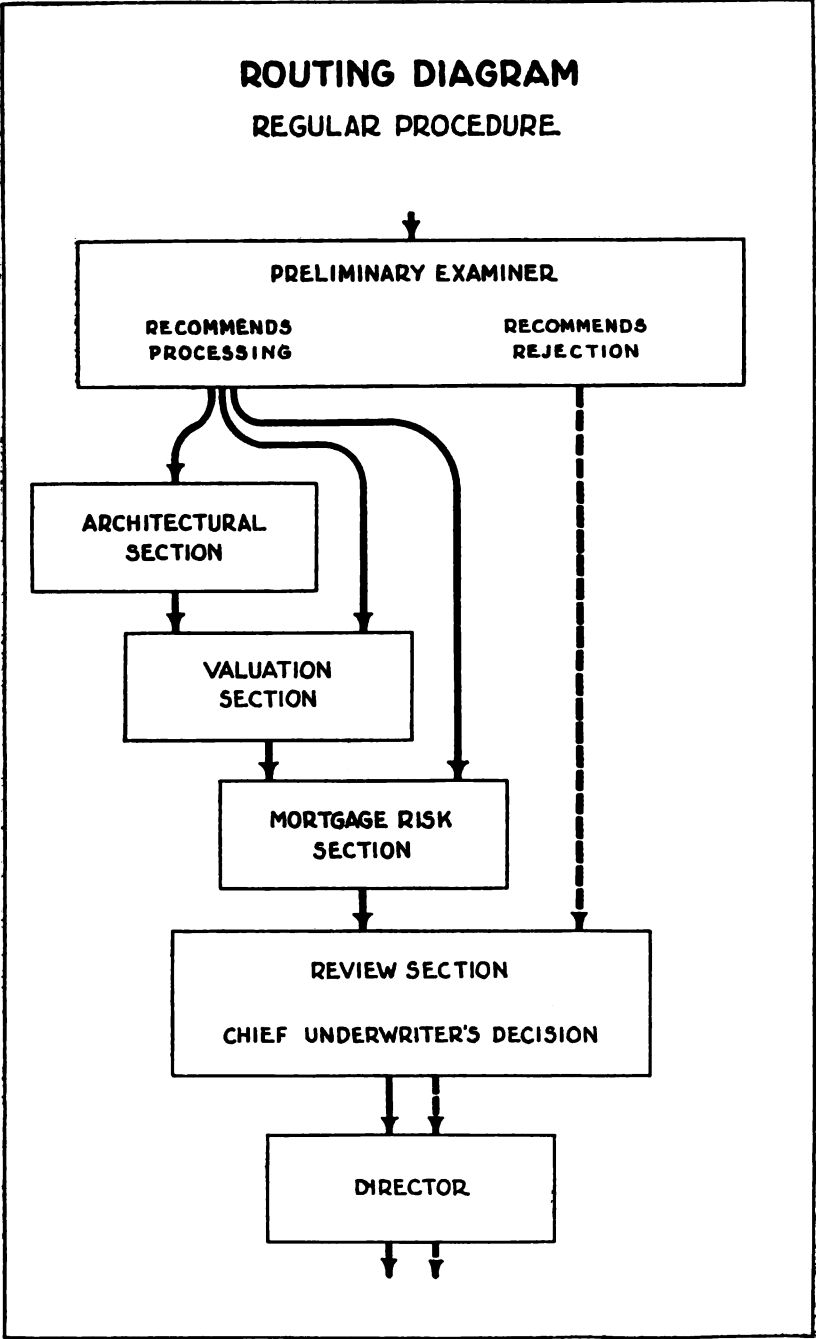 ROUTING DIAGRAM
REGULAR PROCEDURE
PRELIMINARY EXAMINER
RECOMMENDS
PROCESSING
RECOMMENDS
REJECTION
ARCHITECTURAL
SECTION
VALUATION
SECTION
MORTGAGE RISK
SECTION
REVIEW SECTION
CHIEF UNDERWRITER'S DECISION
DIRECTOR